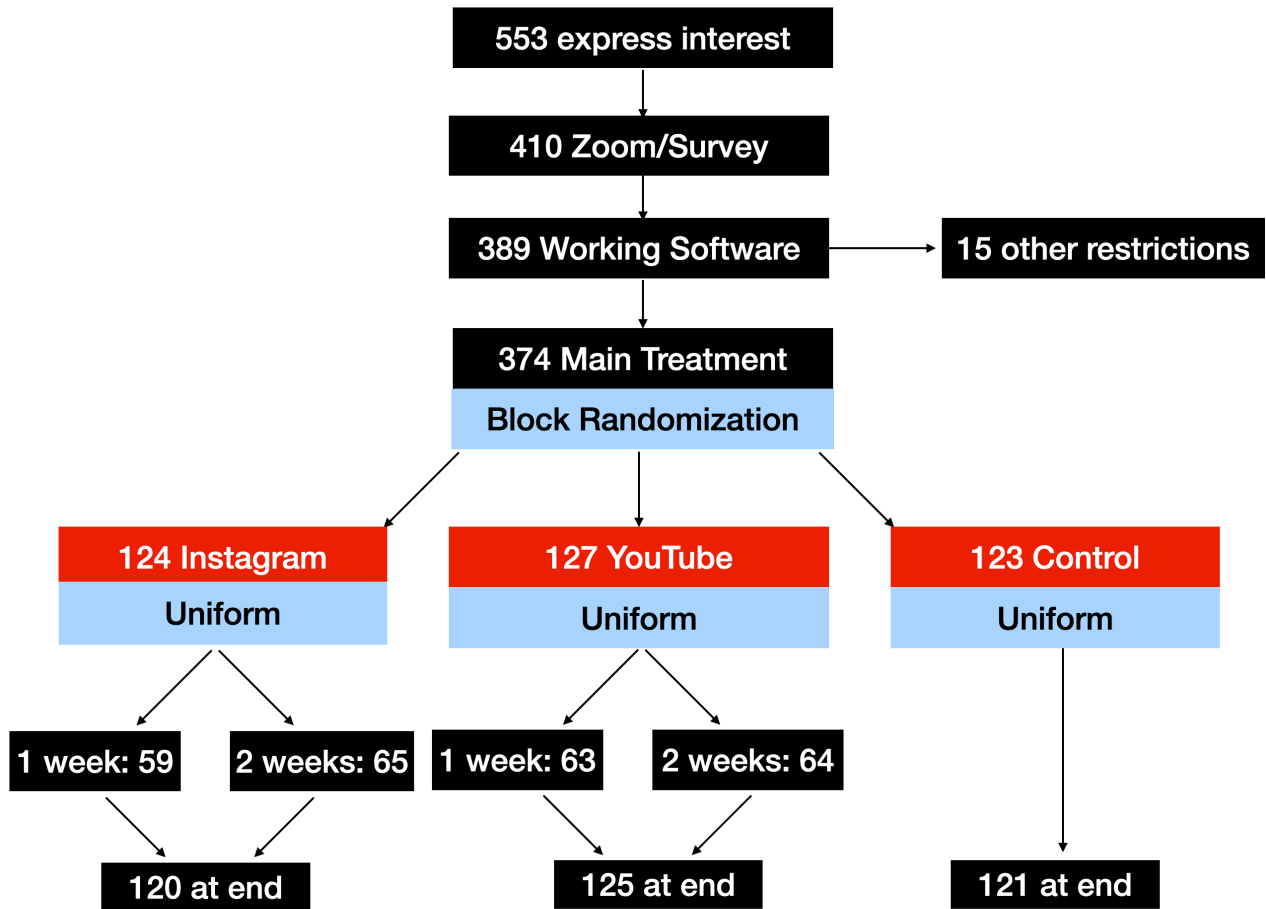 553 express interest
410 Zoom/Survey
389 Working Software
15 other restrictions
374 Main Treatment
Block Randomization
124 Instagram
Uniform
127 YouTube
Uniform
123 Control
Uniform
1 week: 59
2 weeks: 65
1 week: 63
2 weeks: 64
120 at end
125 at end
121 at end